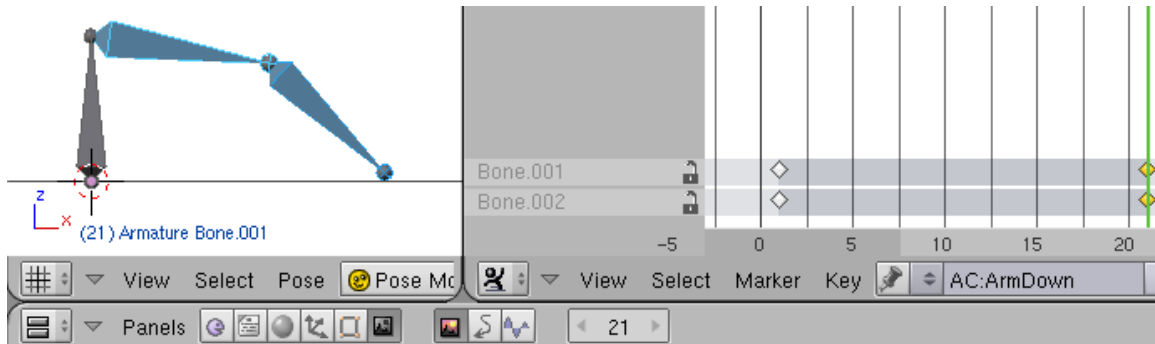 Bone.001
Bone.002
z
x
(21) Armature Bone.001
-5 0 5 10 15 20
View Select Pose Pose Mo
View Select Marker Key AC:ArmDown
Panels 21